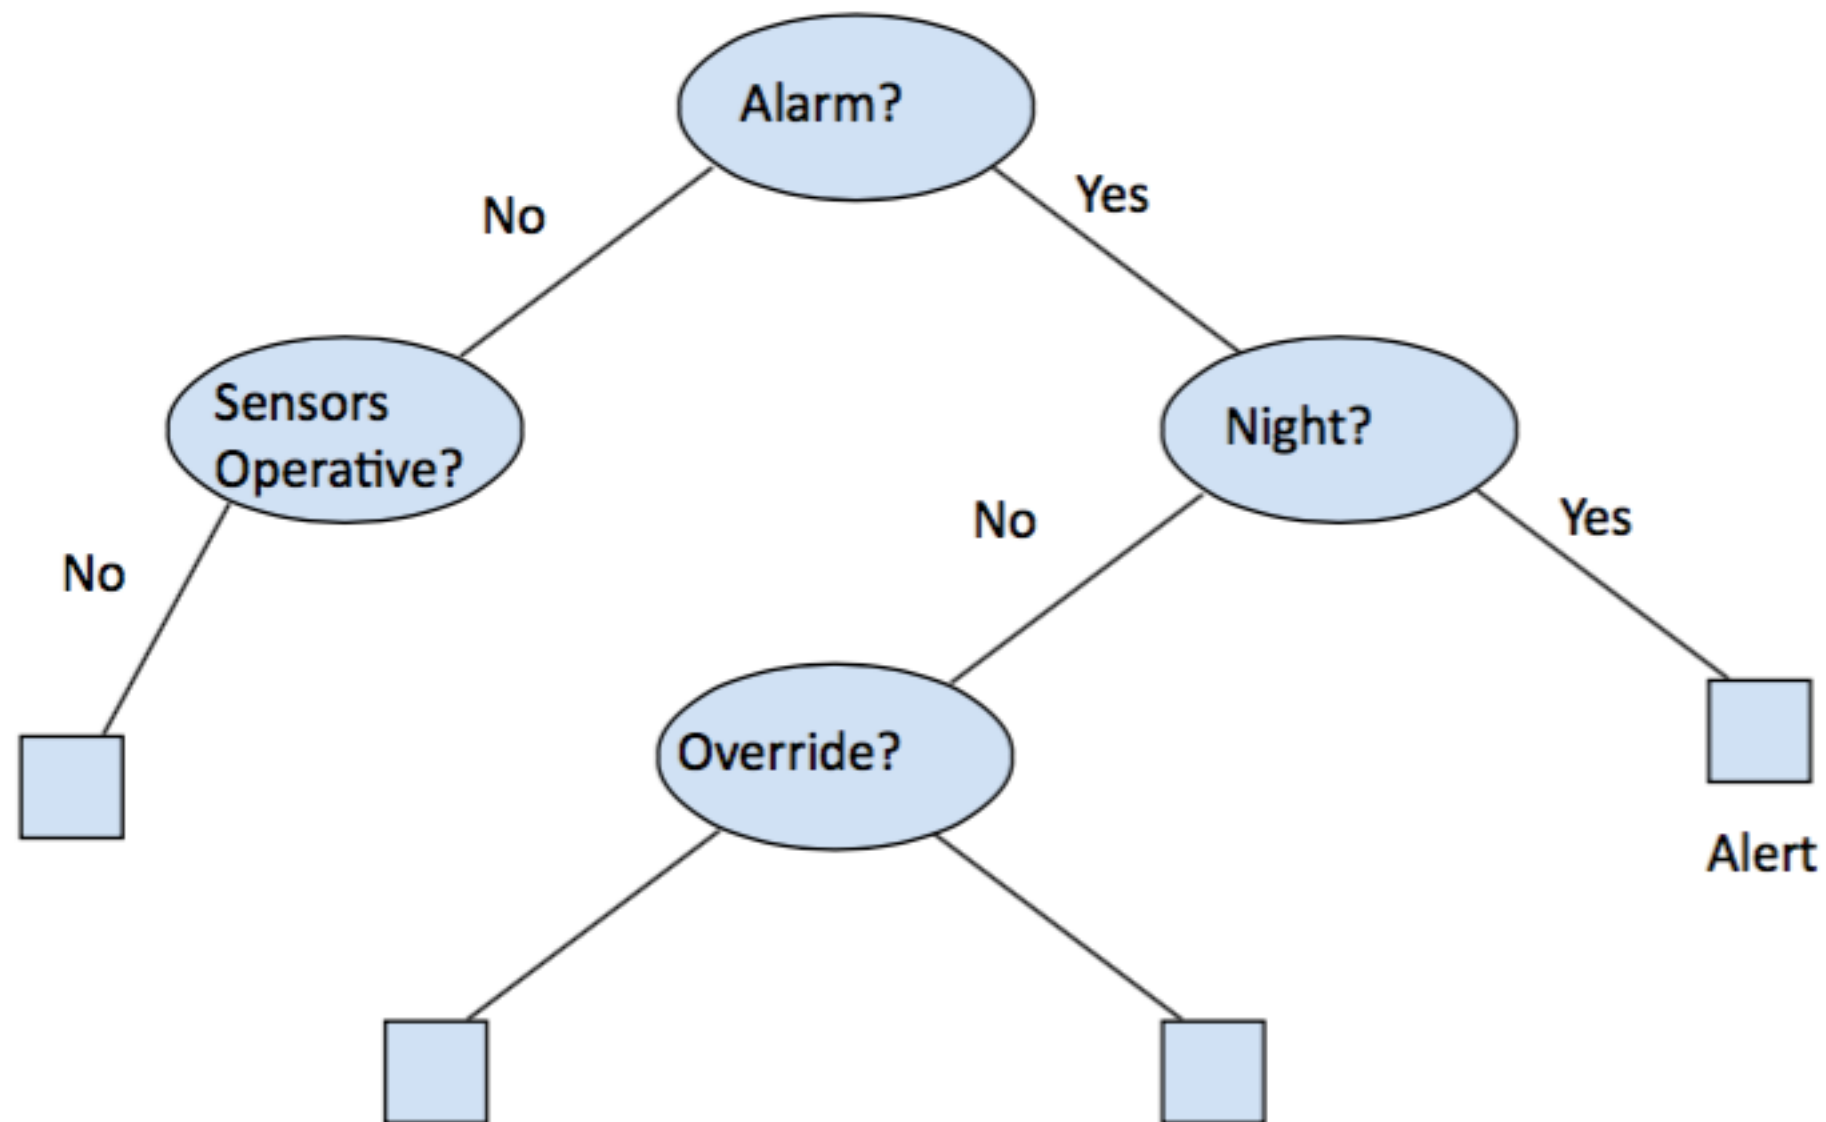 Alarm?
No
Yes
Sensors
Operative?
Night?
No
Yes
No
Override?
Alert